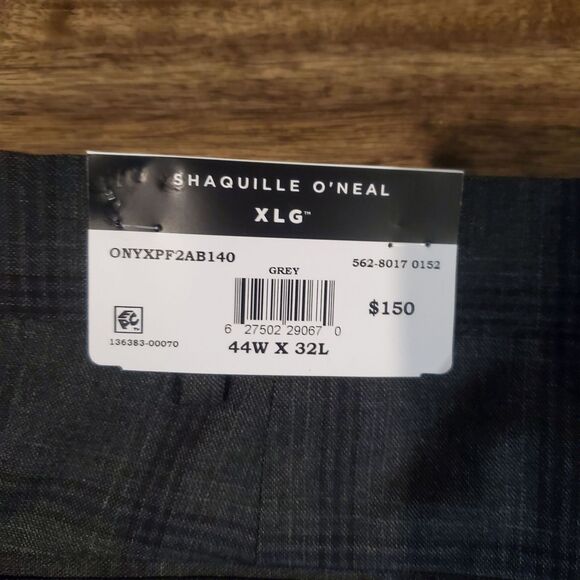 SHAQUILLE O'NEAL
XLG™
ONYXPF2AB140
562-8017 0152
GREY
$150
6 27502 29067 0
136383-00070
44W X 32L